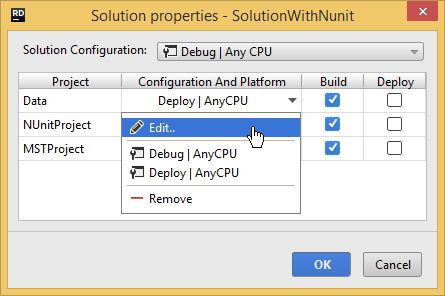 RD Solution properties - SolutionWithNunit
Solution Configuration: Debug | Any CPU
Project Configuration And Platform Build Deploy
Data Deploy | AnyCPU
NUnitProject Edit..
MSTProject Debug | AnyCPU
Deploy | AnyCPU
Remove
OK Cancel